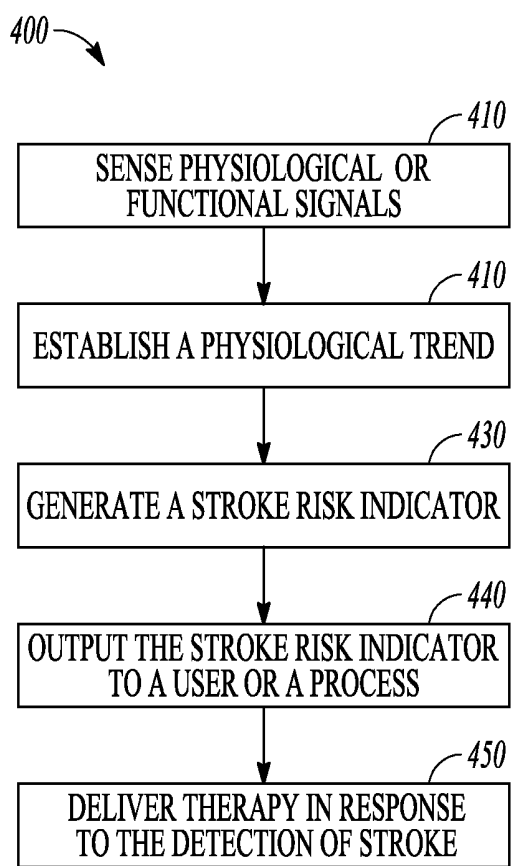 400
410
SENSE PHYSIOLOGICAL OR
FUNCTIONAL SIGNALS
410
ESTABLISH A PHYSIOLOGICAL TREND
430
GENERATE A STROKE RISK INDICATOR
440
OUTPUT THE STROKE RISK INDICATOR
TO A USER OR A PROCESS
450
DELIVER THERAPY IN RESPONSE
TO THE DETECTION OF STROKE